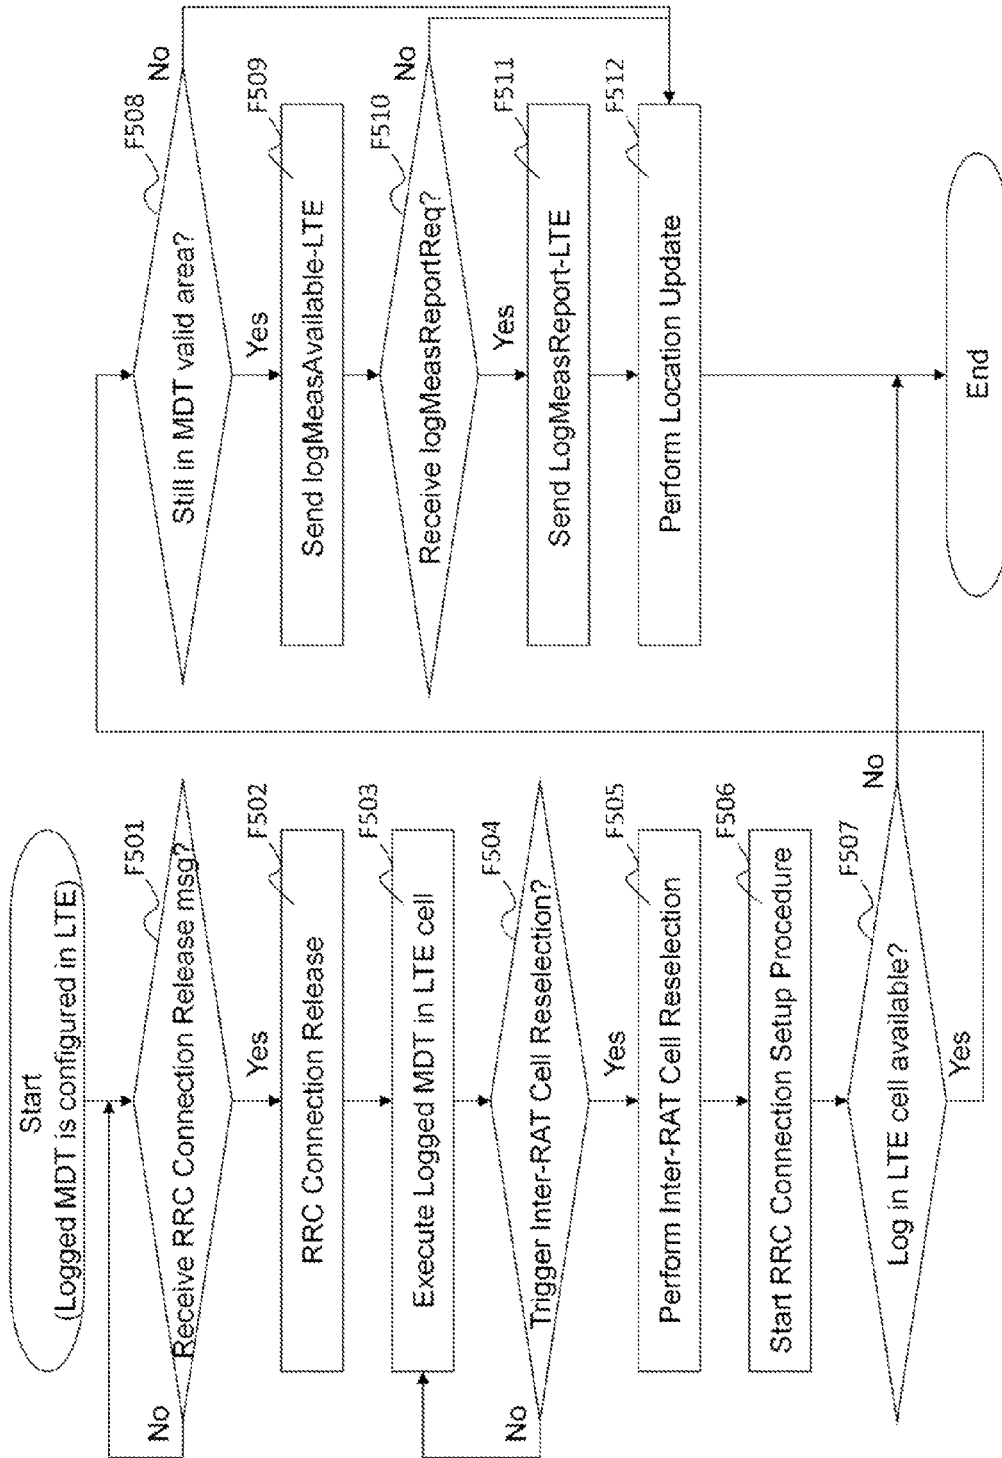 Start
(Logged MDT is configured in LTE)
F501
Receive RRC Connection Release msg?
No
Yes
F502
RRC Connection Release
F503
Execute Logged MDT in LTE cell
F504
Trigger Inter-RAT Cell Reselection?
No
Yes
F505
Perform Inter-RAT Cell Reselection
F506
Start RRC Connection Setup Procedure
F507
Log in LTE cell available?
No
Yes
F508
Still in MDT valid area?
No
Yes
F509
Send logMeasAvailable-LTE
F510
Receive logMeasReportReq?
No
Yes
F511
Send LogMeasReport-LTE
F512
Perform Location Update
End